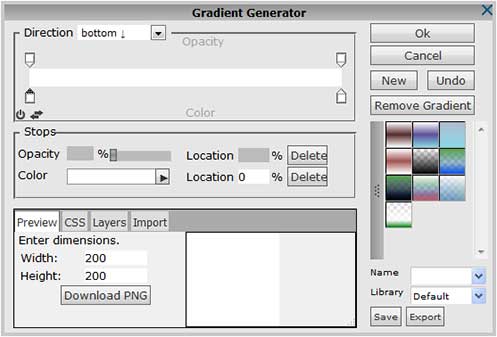 Gradient Generator
Direction bottom ↓
Opacity
Color
Ok
Cancel
New Undo
Remove Gradient
Stops
Opacity % Location % Delete
Color Location 0 % Delete
Preview CSS Layers Import
Enter dimensions.
Width: 200
Height: 200
Download PNG
Name
Library Default
Save Export